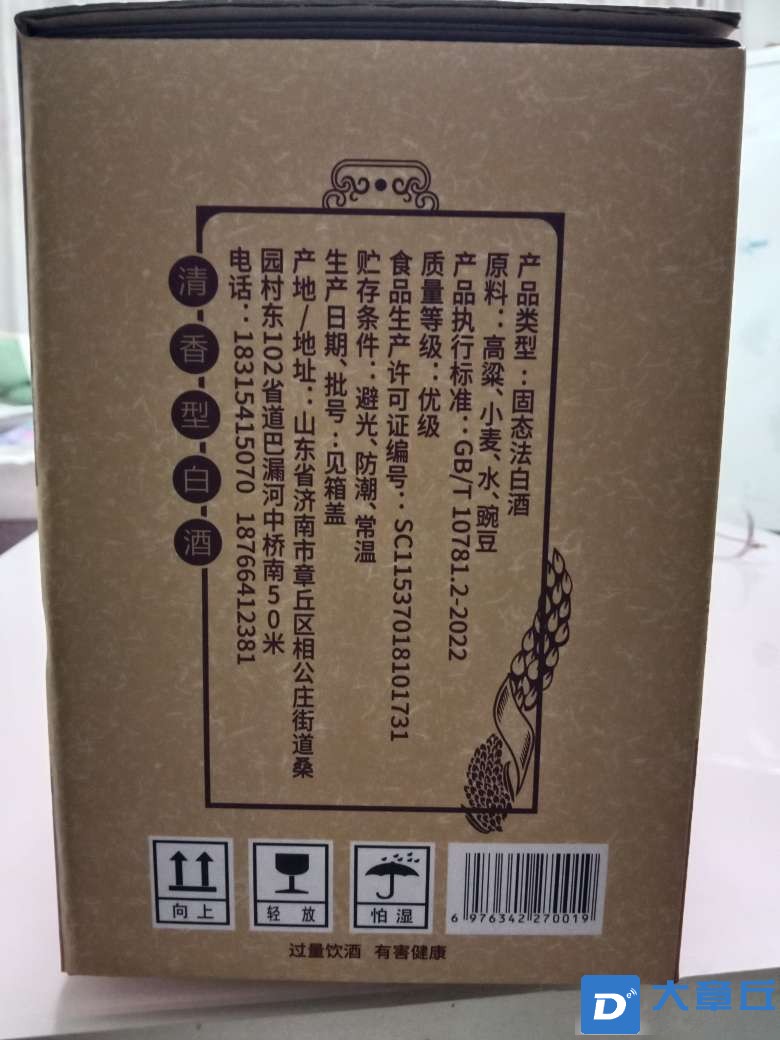 产品类型：固态法白酒
原料：高粱、小麦、水、豌豆
产品执行标准：GB/T 10781.2-2022
质量等级：优级
食品生产许可证编号：SC11537018101731
贮存条件：避光、防潮、常温
生产日期、批号：见箱盖
产地/地址：山东省济南市章丘区相公庄街道桑
园村东102省道巴漏河中桥南50米
电话：18315415070 18766412381
清香型白酒
向上
轻放
怕湿
6 976342 270019
过量饮酒 有害健康
D
大章丘